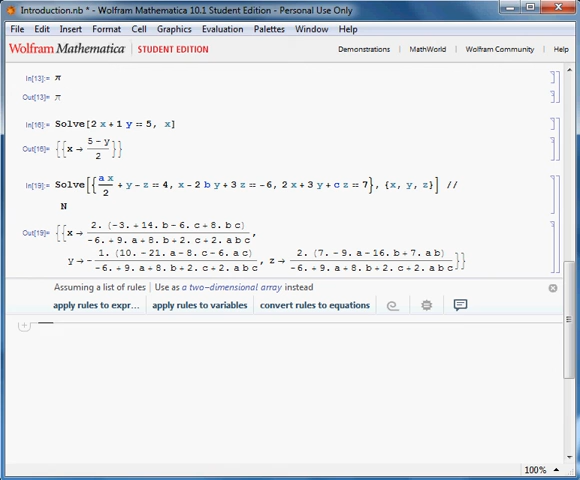 Introduction.nb * - Wolfram Mathematica 10.1 Student Edition - Personal Use Only
File Edit Insert Format Cell Graphics Evaluation Palettes Window Help
Wolfram Mathematica | STUDENT EDITION Demonstrations | MathWorld | Wolfram Community | Help
In[13]:= π
Out[13]= π
In[16]:= Solve[2 x + 1 y == 5, x]
Out[16]= {{x → (5 - y)/2}}
In[19]:= Solve[{(a x)/2 + y - z == 4, x - 2 b y + 3 z == -6, 2 x + 3 y + c z == 7}, {x, y, z}] //
N
Out[19]= {{x → (2. (-3. + 14. b - 6. c + 8. b c))/(-6. + 9. a + 8. b + 2. c + 2. a b c),
y → -(1. (10. - 21. a - 8. c - 6. a c))/(-6. + 9. a + 8. b + 2. c + 2. a b c), z → (2. (7. - 9. a - 16. b + 7. a b))/(-6. + 9. a + 8. b + 2. c + 2. a b c)}}
Assuming a list of rules | Use as a two-dimensional array instead
apply rules to expr... apply rules to variables convert rules to equations
100%